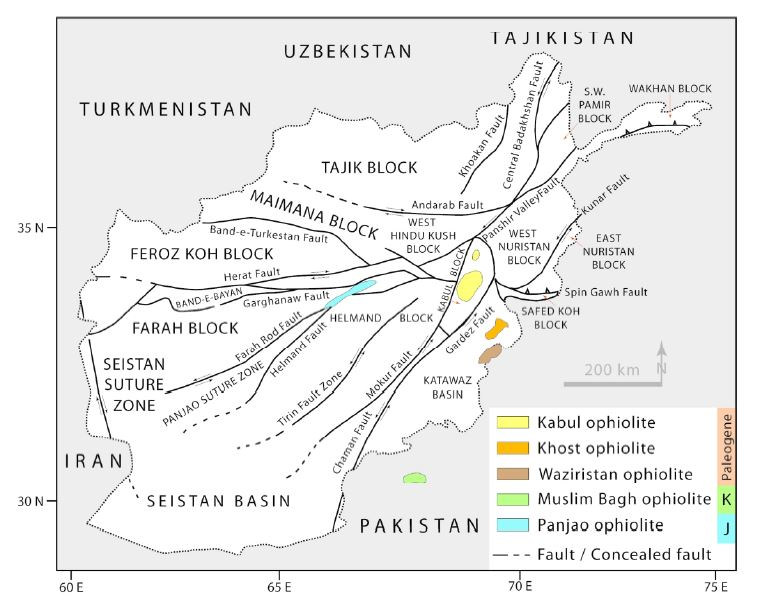 TAJIKISTAN
UZBEKISTAN
TURKMENISTAN
S.W.
PAMIR
BLOCK
WAKHAN BLOCK
Khoakan Fault
Central Badakhshan Fault
TAJIK BLOCK
Andarab Fault
Panshir Valley Fault
Kunar Fault
MAIMANA BLOCK
WEST
HINDU KUSH
BLOCK
WEST
NURISTAN
BLOCK
EAST
NURISTAN
BLOCK
35 N
Band-e-Turkestan Fault
FEROZ KOH BLOCK
KABUL BLOCK
Herat Fault
BAND-E-BAYAN
Garghanaw Fault
Spin Gawh Fault
SAFED KOH
BLOCK
FARAH BLOCK
HELMAND BLOCK
Gardez Fault
Farah Rod Fault
Helmand Fault
SEISTAN
SUTURE
ZONE
PANJAO SUTURE ZONE
Tirin Fault Zone
Mokur Fault
KATAWAZ
BASIN
200 km
N
Chaman Fault
IRAN
SEISTAN BASIN
PAKISTAN
30 N
Kabul ophiolite
Khost ophiolite
Waziristan ophiolite
Muslim Bagh ophiolite
Panjao ophiolite
Fault / Concealed fault
Paleogene
K
J
60 E
65 E
70 E
75 E